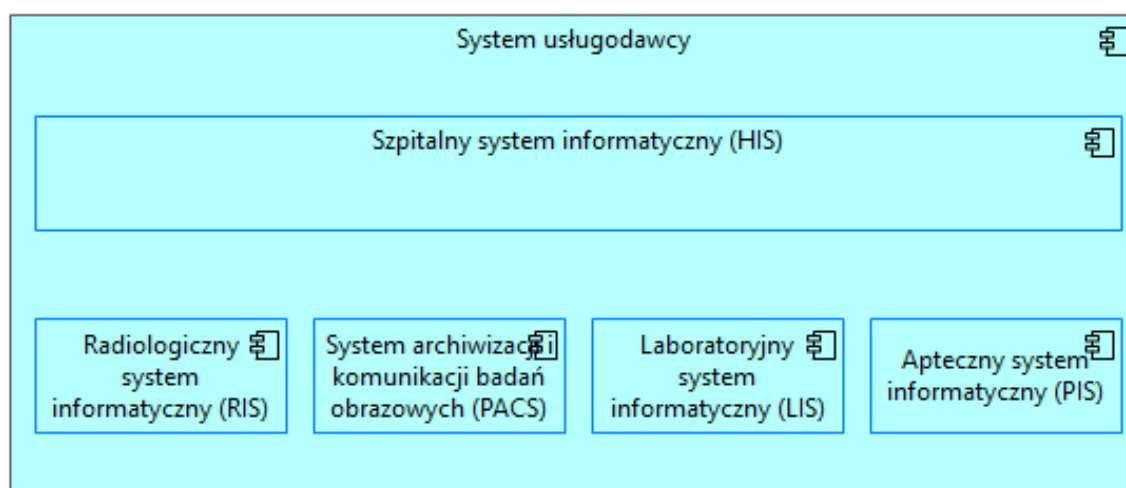 System usługodawcy
Szpitalny system informatyczny (HIS)
Radiologiczny
system
informatyczny (RIS)
System archiwizacji i
komunikacji badań
obrazowych (PACS)
Laboratoryjny
system
informatyczny (LIS)
Apteczny system
informatyczny (PIS)